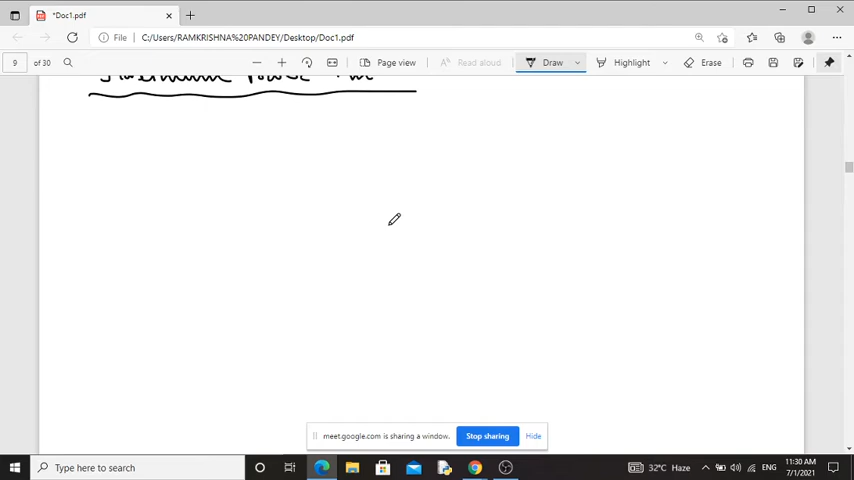 *Doc1.pdf
File C:/Users/RAMKRISHNA%20PANDEY/Desktop/Doc1.pdf
9 of 30 Page view Read aloud Draw Highlight Erase
meet.google.com is sharing a window. Stop sharing Hide
Type here to search 32°C Haze ENG 11:30 AM
7/1/2021